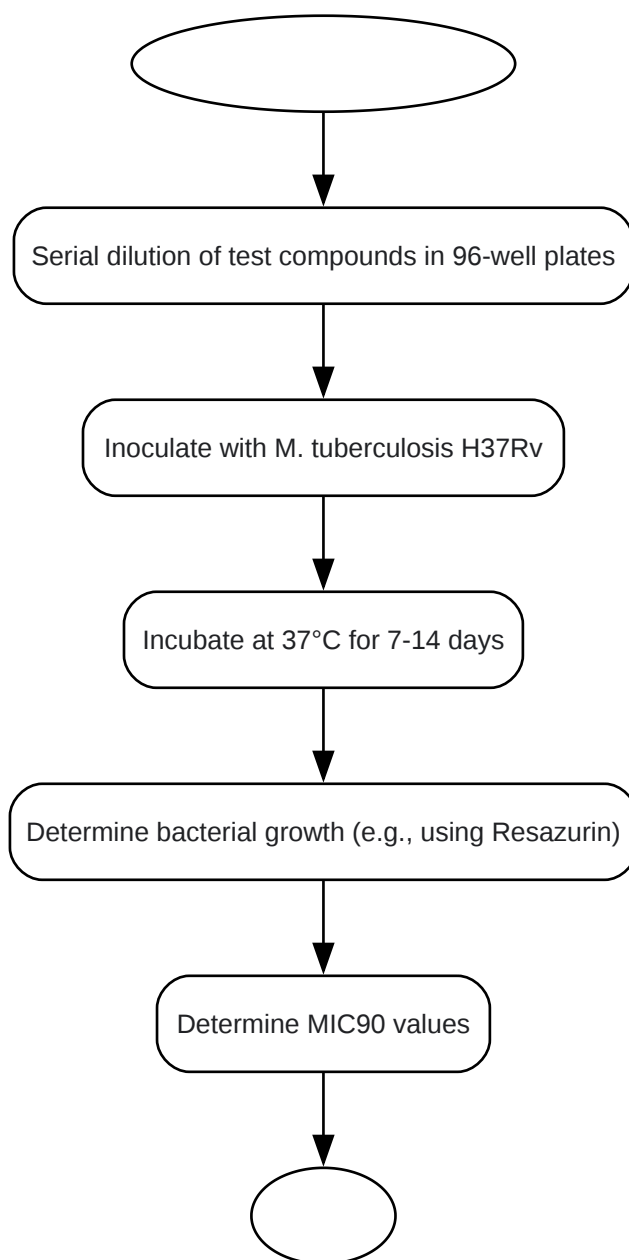 Serial dilution of test compounds in 96-well plates
Inoculate with M. tuberculosis H37Rv
Incubate at 37°C for 7-14 days
Determine bacterial growth (e.g., using Resazurin)
Determine MIC90 values